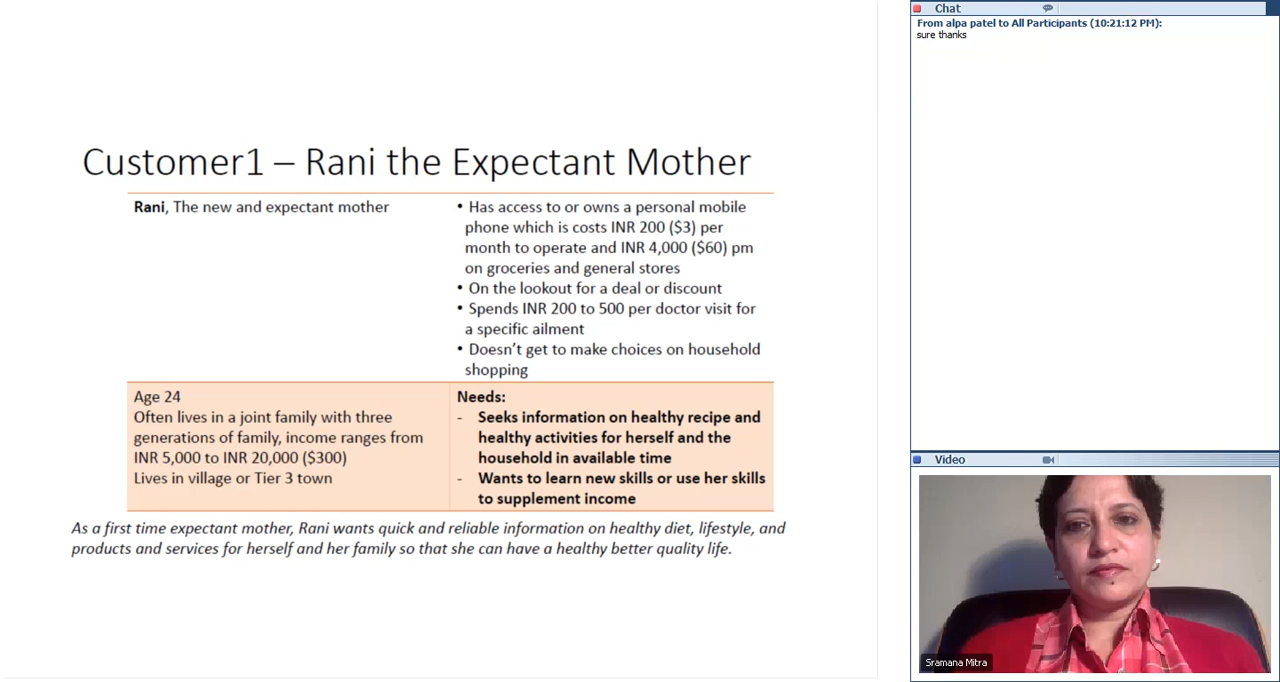 Customer1 – Rani the Expectant Mother
Rani, The new and expectant mother
• Has access to or owns a personal mobile
phone which is costs INR 200 ($3) per
month to operate and INR 4,000 ($60) pm
on groceries and general stores
• On the lookout for a deal or discount
• Spends INR 200 to 500 per doctor visit for
a specific ailment
• Doesn’t get to make choices on household
shopping
Age 24
Often lives in a joint family with three
generations of family, income ranges from
INR 5,000 to INR 20,000 ($300)
Lives in village or Tier 3 town
Needs:
- Seeks information on healthy recipe and
healthy activities for herself and the
household in available time
- Wants to learn new skills or use her skills
to supplement income
As a first time expectant mother, Rani wants quick and reliable information on healthy diet, lifestyle, and
products and services for herself and her family so that she can have a healthy better quality life.
Chat
From alpa patel to All Participants (10:21:12 PM):
sure thanks
Video
Sramana Mitra